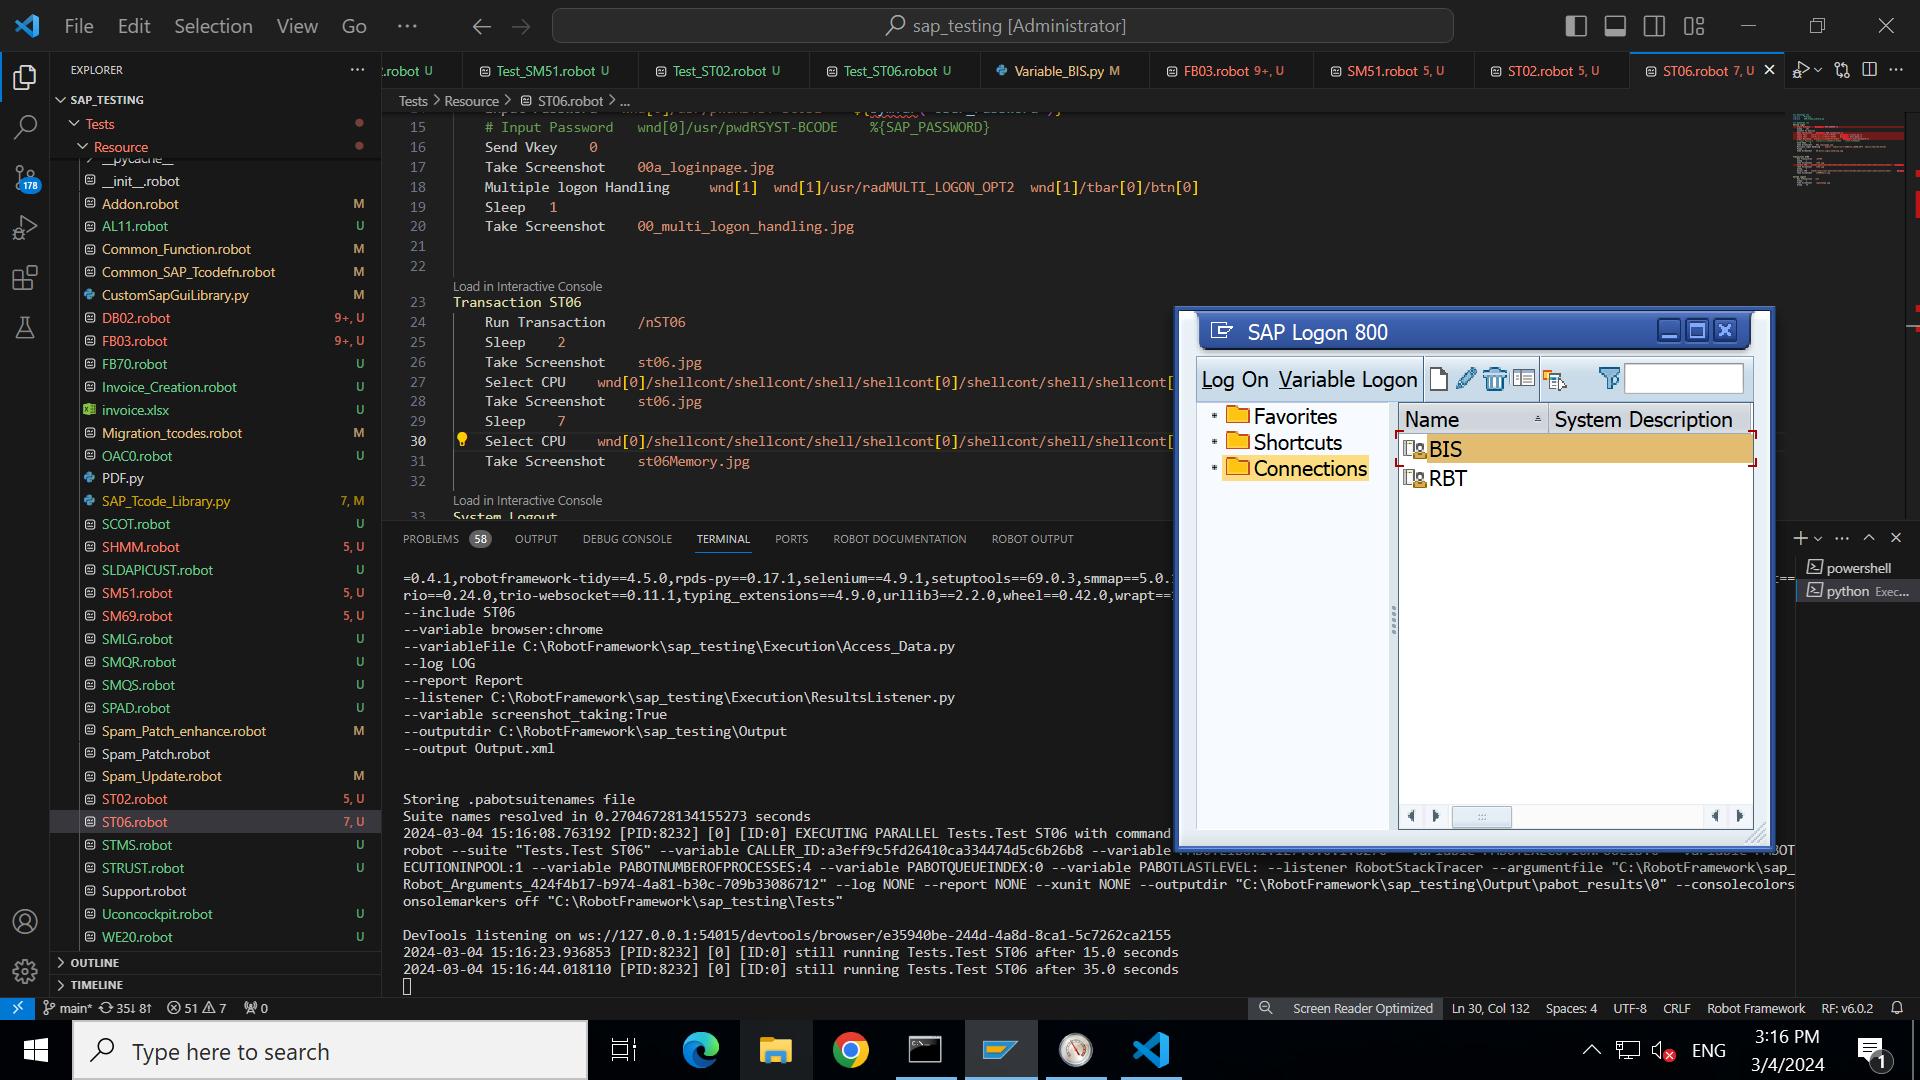 File Edit Selection View Go ...
sap_testing [Administrator]
EXPLORER
SAP_TESTING
Tests
Resource
__pycache__
__init__.robot
Addon.robot M
AL11.robot U
Common_Function.robot M
Common_SAP_Tcodefn.robot M
CustomSapGuiLibrary.py M
DB02.robot 9+, U
FB03.robot 9+, U
FB70.robot U
Invoice_Creation.robot U
invoice.xlsx U
Migration_tcodes.robot M
OAC0.robot U
PDF.py
SAP_Tcode_Library.py 7, M
SCOT.robot U
SHMM.robot 5, U
SLDAPICUST.robot U
SM51.robot 5, U
SM69.robot 5, U
SMLG.robot U
SMQR.robot U
SMQS.robot U
SPAD.robot U
Spam_Patch_enhance.robot M
Spam_Patch.robot
Spam_Update.robot M
ST02.robot 5, U
ST06.robot 7, U
STMS.robot U
STRUST.robot U
Support.robot
Uconcockpit.robot U
WE20.robot U
OUTLINE
TIMELINE
178
2.robot U Test_SM51.robot U Test_ST02.robot U Test_ST06.robot U Variable_BIS.py M FB03.robot 9+, U SM51.robot 5, U ST02.robot 5, U ST06.robot 7, U
Tests > Resource > ST06.robot > ...
15 # Input Password wnd[0]/usr/pwdRSYST-BCODE %{SAP_PASSWORD}
16 Send Vkey 0
17 Take Screenshot 00a_loginpage.jpg
18 Multiple logon Handling wnd[1] wnd[1]/usr/radMULTI_LOGON_OPT2 wnd[1]/tbar[0]/btn[0]
19 Sleep 1
20 Take Screenshot 00_multi_logon_handling.jpg
21
22
Load in Interactive Console
23 Transaction ST06
24 Run Transaction /nST06
25 Sleep 2
26 Take Screenshot st06.jpg
27 Select CPU wnd[0]/shellcont/shellcont/shell/shellcont[0]/shellcont/shell/shellcont[
28 Take Screenshot st06.jpg
29 Sleep 7
30 Select CPU wnd[0]/shellcont/shellcont/shell/shellcont[0]/shellcont/shell/shellcont[
31 Take Screenshot st06Memory.jpg
32
Load in Interactive Console
33 System Logout
SAP Logon 800
Log On Variable Logon
Favorites
Shortcuts
Connections
Name System Description
BIS
RBT
PROBLEMS 58 OUTPUT DEBUG CONSOLE TERMINAL PORTS ROBOT DOCUMENTATION ROBOT OUTPUT
powershell
python Exec...
=0.4.1,robotframework-tidy==4.5.0,rpds-py==0.17.1,selenium==4.9.1,setuptools==69.0.3,smmap==5.0.
rio==0.24.0,trio-websocket==0.11.1,typing_extensions==4.9.0,urllib3==2.2.0,wheel==0.42.0,wrapt==
--include ST06
--variable browser:chrome
--variableFile C:\RobotFramework\sap_testing\Execution\Access_Data.py
--log LOG
--report Report
--listener C:\RobotFramework\sap_testing\Execution\ResultsListener.py
--variable screenshot_taking:True
--outputdir C:\RobotFramework\sap_testing\Output
--output Output.xml
Storing .pabotsuitenames file
Suite names resolved in 0.27046728134155273 seconds
2024-03-04 15:16:08.763192 [PID:8232] [0] [ID:0] EXECUTING PARALLEL Tests.Test ST06 with command
robot --suite "Tests.Test ST06" --variable CALLER_ID:a3eff9c5fd26410ca334474d5c6b26b8 --variable
ECUTIONINPOOL:1 --variable PABOTNUMBEROFPROCESSES:4 --variable PABOTQUEUEINDEX:0 --variable PABOTLASTLEVEL: --listener RobotStackTracer --argumentfile "C:\RobotFramework\sap_
Robot_Arguments_424f4b17-b974-4a81-b30c-709b33086712" --log NONE --report NONE --xunit NONE --outputdir "C:\RobotFramework\sap_testing\Output\pabot_results\0" --consolecolors
onsolemarkers off "C:\RobotFramework\sap_testing\Tests"
DevTools listening on ws://127.0.0.1:54015/devtools/browser/e35940be-244d-4a8d-8ca1-5c7262ca2155
2024-03-04 15:16:23.936853 [PID:8232] [0] [ID:0] still running Tests.Test ST06 after 15.0 seconds
2024-03-04 15:16:44.018110 [PID:8232] [0] [ID:0] still running Tests.Test ST06 after 35.0 seconds
main* 35↓ 8↑ 51 7 0
Screen Reader Optimized Ln 30, Col 132 Spaces: 4 UTF-8 CRLF Robot Framework RF: v6.0.2
Type here to search
ENG
3:16 PM
3/4/2024
1